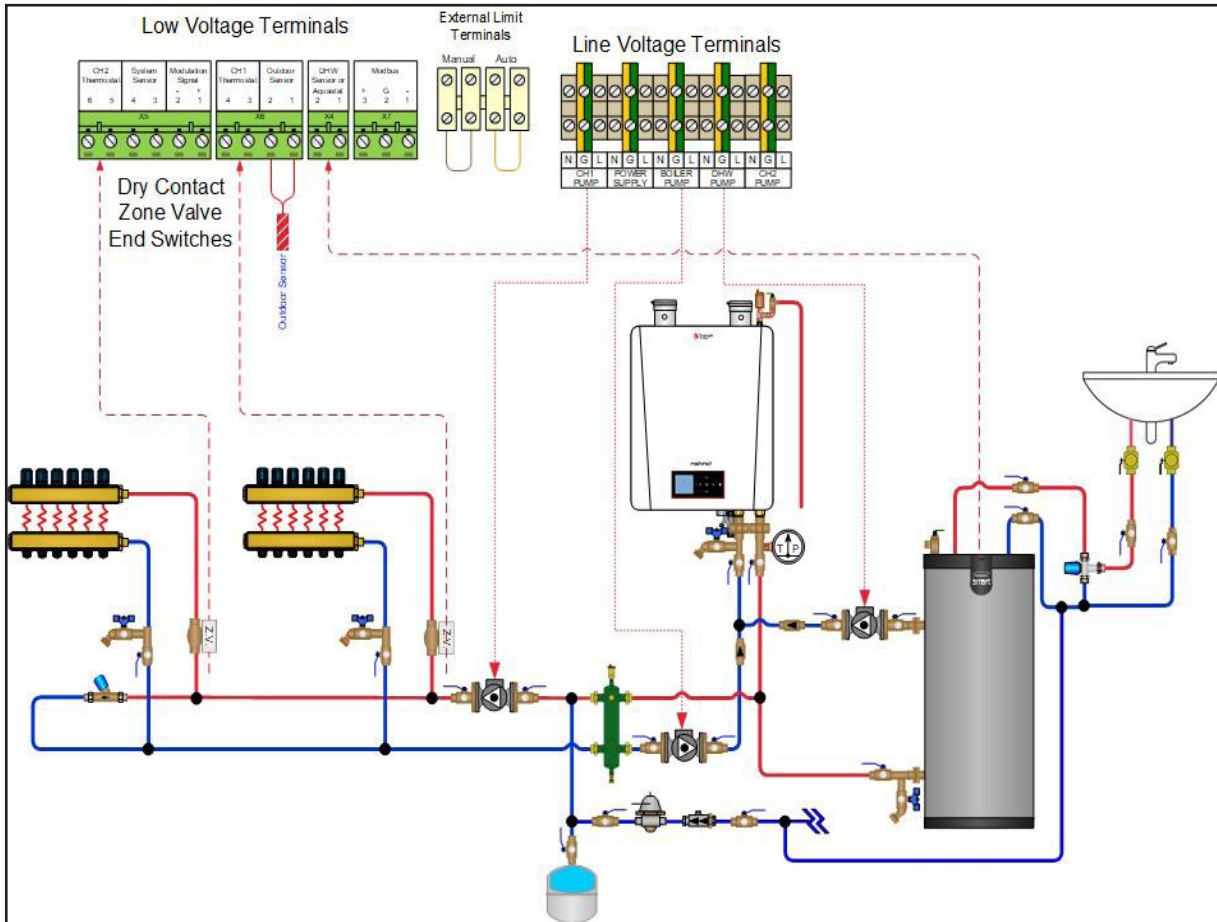 Low Voltage Terminals
External Limit
Terminals
Line Voltage Terminals
Manual Auto
CH2
Thermostat
6 5
System
Sensor
4 3
Modulation
Signal
- +
2 1
X5
CH1
Thermostat
4 3
Outdoor
Sensor
2 1
X6
DHW
Sensor or
Aquastat
2 1
X4
Modbus
+ G -
3 2 1
X7
N G L N G L N G L N G L N G L
CH1
PUMP
POWER
SUPPLY
BOILER
PUMP
DHW
PUMP
CH2
PUMP
Dry Contact
Zone Valve
End Switches
Outdoor Sensor
T P
SMART
Z.V.
Z.V.